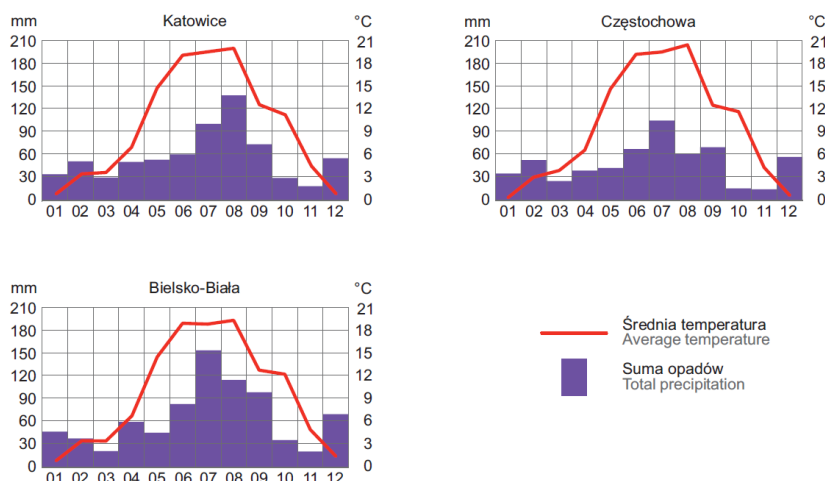 mm Katowice °C
210 21
180 18
150 15
120 12
90 9
60 6
30 3
0 0
01 02 03 04 05 06 07 08 09 10 11 12
mm Częstochowa °C
210 21
180 18
150 15
120 12
90 9
60 6
30 3
0 0
01 02 03 04 05 06 07 08 09 10 11 12
mm Bielsko-Biała °C
210 21
180 18
150 15
120 12
90 9
60 6
30 3
0 0
01 02 03 04 05 06 07 08 09 10 11 12
Średnia temperatura
Average temperature
Suma opadów
Total precipitation